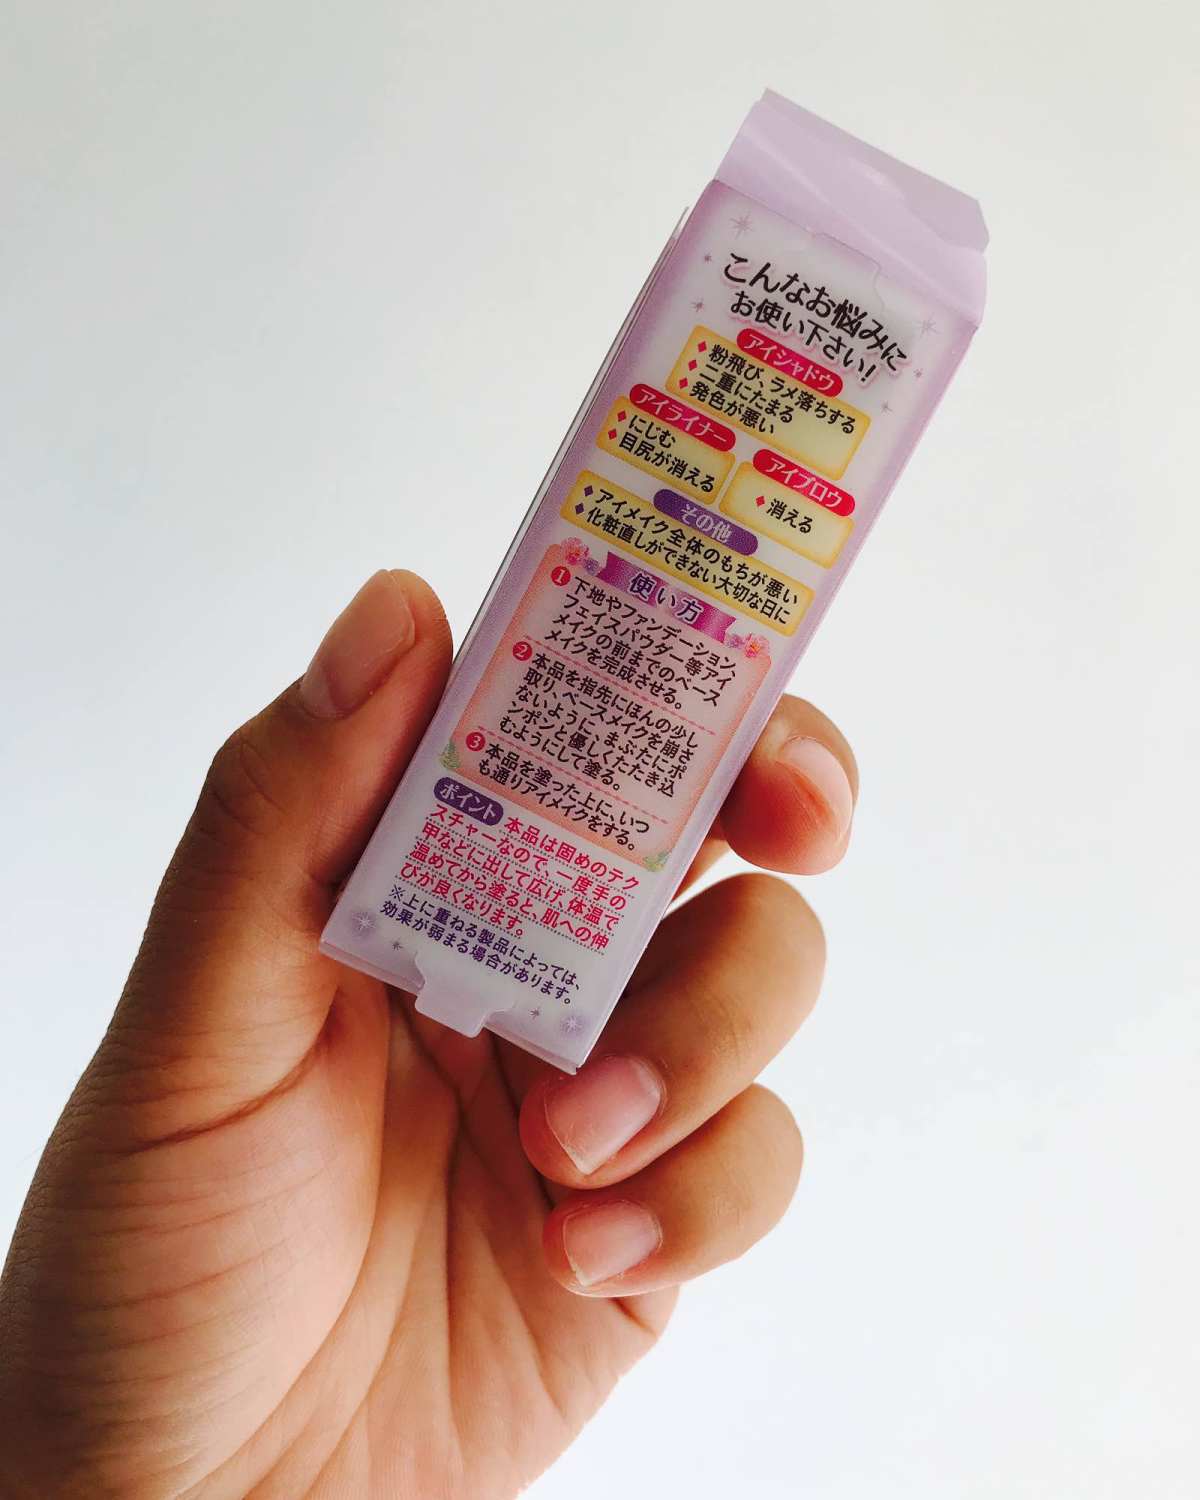 こんなお悩みに
お使い下さい!
アイシャドウ
粉飛び、ラメ落ちする
二重にたまる
発色が悪い
アイライナー
にじむ
目尻が消える
アイブロウ
消える
その他
アイメイク全体のもちが悪い
化粧直しができない大切な日に
使い方
1 下地やファンデーション、
フェイスパウダー等アイ
メイクの前までのベース
メイクを完成させる。
2 本品を指先にほんの少し
取り、ベースメイクを崩さ
ないように、まぶたにポ
ンポンと優しくたたき込
むようにして塗る。
3 本品を塗った上に、いつ
も通りアイメイクをする。
ポイント 本品は固めのテク
スチャーなので、一度手の
甲などに出して広げ、体温で
温めてから塗ると、肌への伸
びが良くなります。
※上に重ねる製品によっては、
効果が弱まる場合があります。